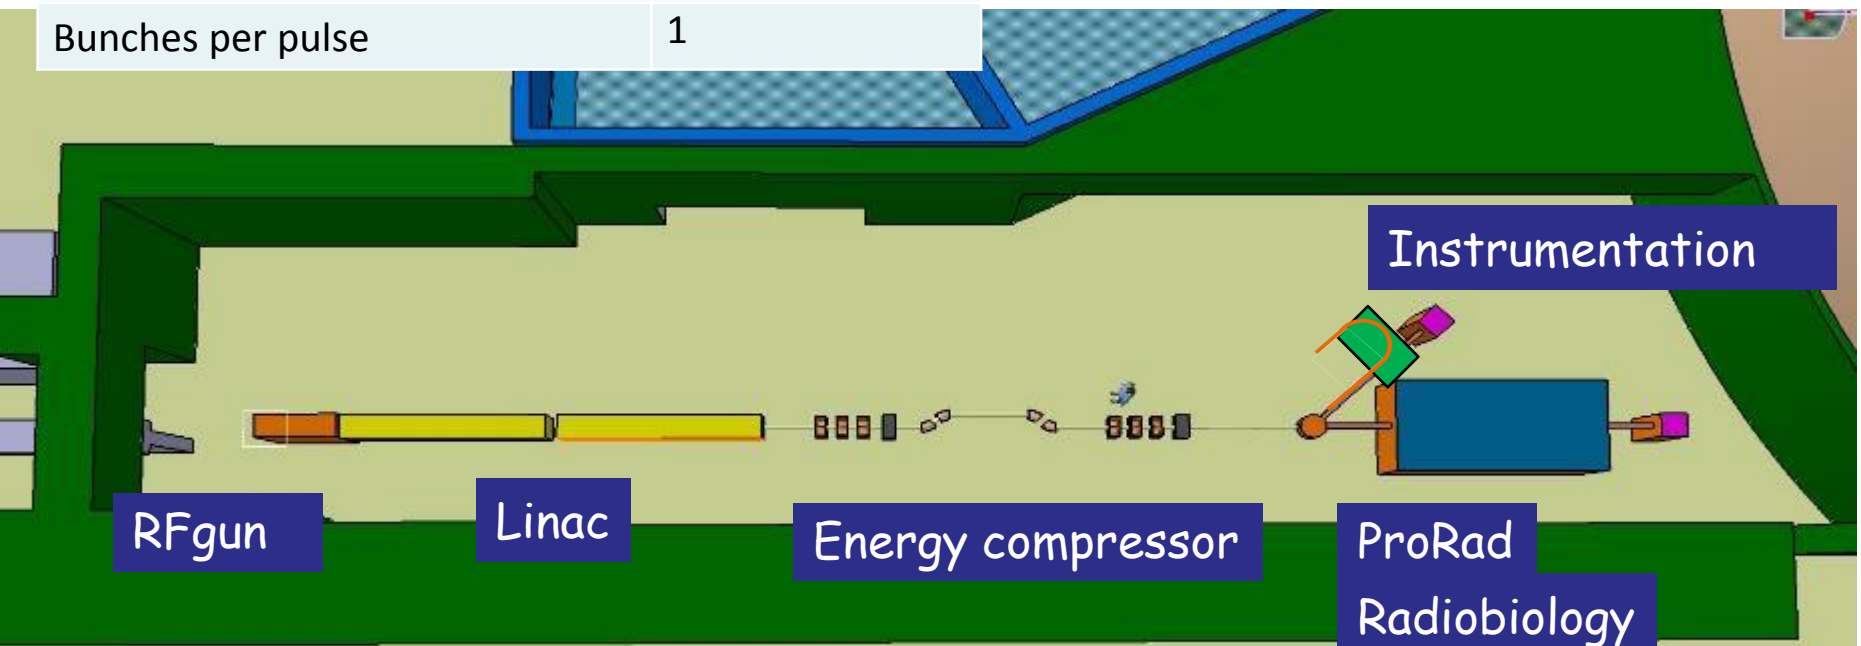 Bunches per pulse 1
Instrumentation
RFgun
Linac
Energy compressor
ProRad
Radiobiology